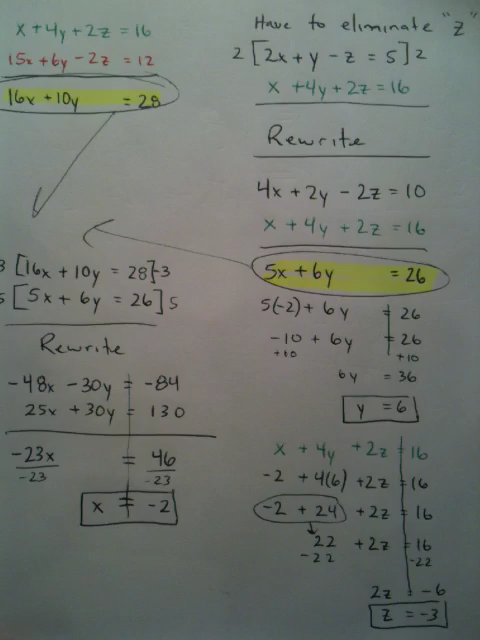 x + 4y + 2z = 16
15x + 6y - 2z = 12
16x + 10y = 28
3 [16x + 10y = 28]-3
5 [5x + 6y = 26] 5
Rewrite
-48x - 30y = -84
25x + 30y = 130
-23x = 46
-23 -23
x = -2
Have to eliminate "z"
2 [2x + y - z = 5] 2
x + 4y + 2z = 16
Rewrite
4x + 2y - 2z = 10
x + 4y + 2z = 16
5x + 6y = 26
5(-2) + 6y = 26
-10 + 6y = 26
+10 +10
6y = 36
y = 6
x + 4y + 2z = 16
-2 + 4(6) + 2z = 16
-2 + 24 + 2z = 16
22 + 2z = 16
-22 -22
2z = -6
z = -3